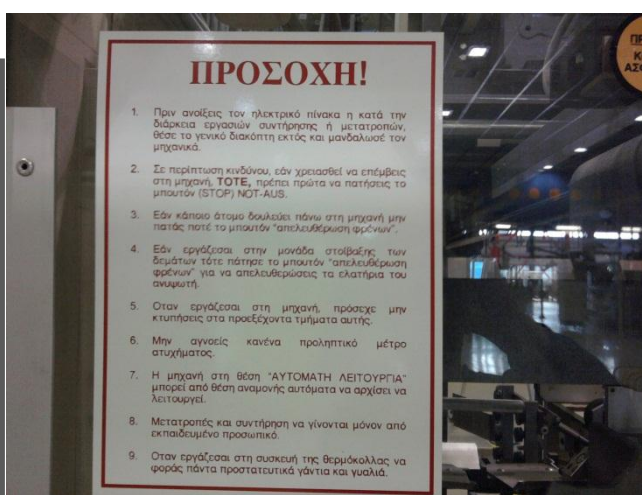 ΠΡΟΣΟΧΗ!
1. Πριν ανοίξεις τον ηλεκτρικό πίνακα η κατά την
διάρκεια εργασιών συντήρησης ή μετατροπών,
θέσε το γενικό διακόπτη εκτός και μανδαλωσέ τον
μηχανικά.
2. Σε περίπτωση κινδύνου, εάν χρειασθεί να επέμβεις
στη μηχανή, ΤΟΤΕ, πρέπει πρώτα να πατήσεις το
μπουτόν (STOP) NOT-AUS.
3. Εάν κάποιο άτομο δουλεύει πάνω στη μηχανή μην
πατάς ποτέ το μπουτόν "απελευθέρωση φρένων".
4. Εάν εργάζεσαι στην μονάδα στοίβαξης των
δεμάτων τότε πάτησε το μπουτόν "απελευθέρωση
φρένων" για να απελευθερώσεις τα ελατήρια του
ανυψωτή.
5. Οταν εργάζεσαι στη μηχανή, πρόσεχε μην
κτυπήσεις στα προεξέχοντα τμήματα αυτής.
6. Μην αγνοείς κανένα προληπτικό μέτρο
ατυχήματος.
7. Η μηχανή στη θέση "ΑΥΤΟΜΑΤΗ ΛΕΙΤΟΥΡΓΙΑ"
μπορεί από θέση αναμονής αυτόματα να αρχίσει να
λειτουργεί.
8. Μετατροπές και συντήρηση να γίνονται μόνον από
εκπαιδευμένο προσωπικό.
9. Οταν εργάζεσαι στη συσκευή της θερμόκολλας να
φοράς πάντα προστατευτικά γάντια και γυαλιά.